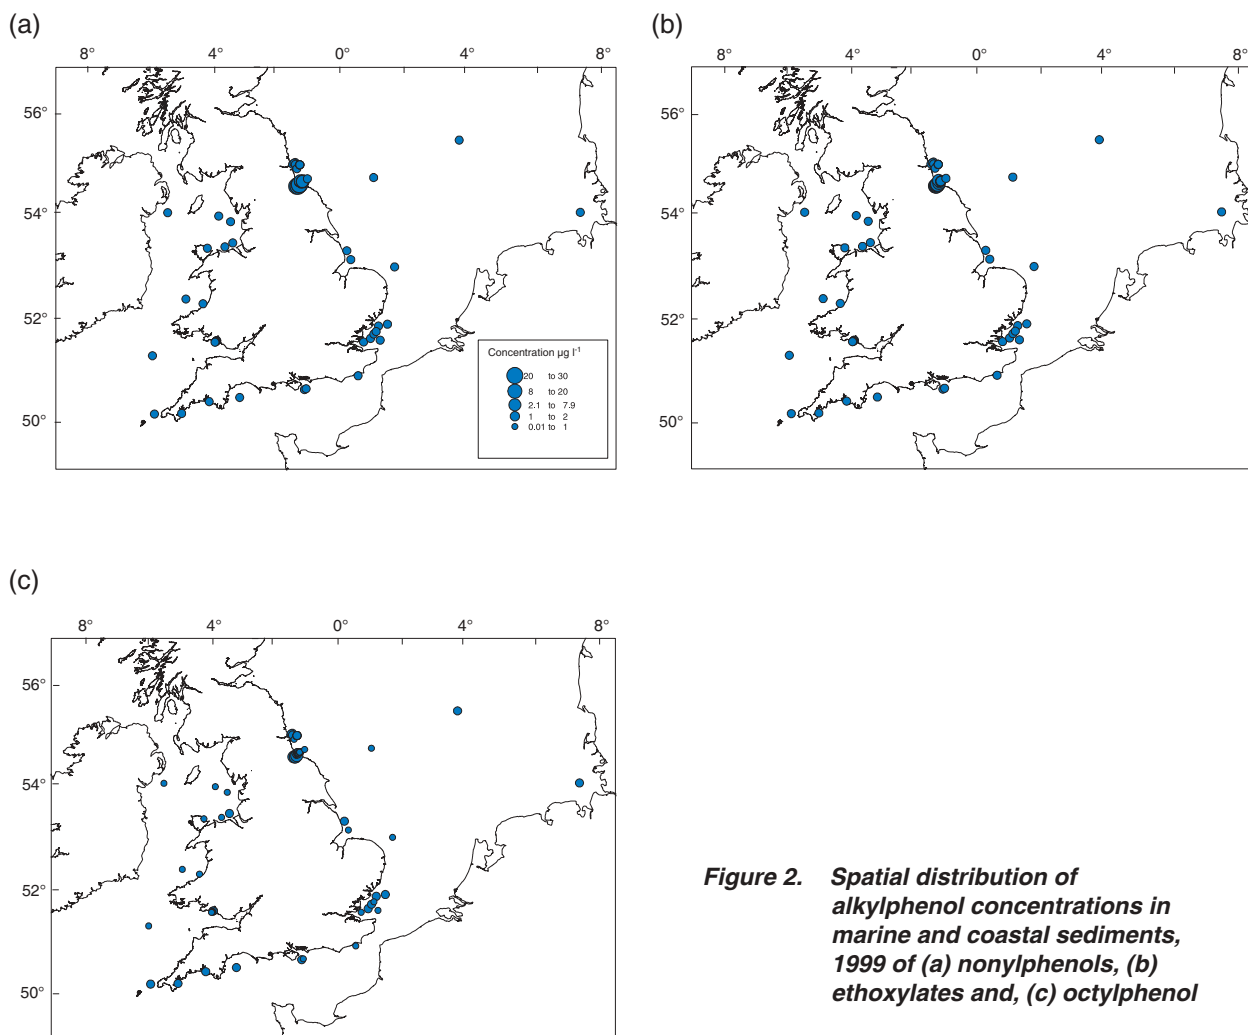 (a)
8° 4° 0° 4° 8°
56°
54°
52°
50°
Concentration µg l-1
20 to 30
8 to 20
2.1 to 7.9
1 to 2
0.01 to 1
(b)
8° 4° 0° 4° 8°
56°
54°
52°
50°
(c)
8° 4° 0° 4° 8°
56°
54°
52°
50°
Figure 2. Spatial distribution of
alkylphenol concentrations in
marine and coastal sediments,
1999 of (a) nonylphenols, (b)
ethoxylates and, (c) octylphenol